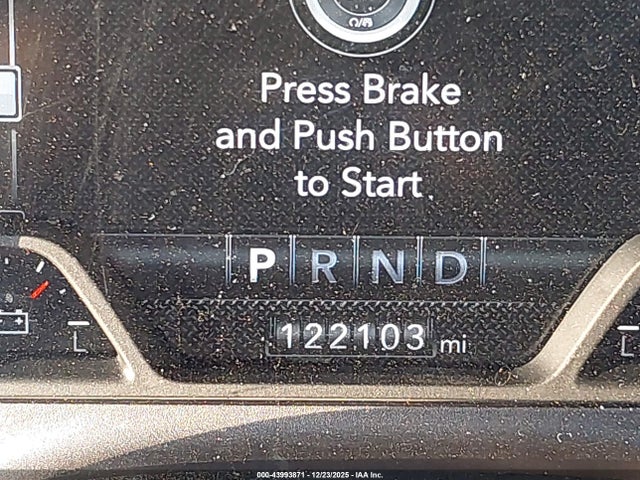 Press Brake
and Push Button
to Start
P R N D
122103 mi
L L
000-43993871 - 12/23/2025 - IAA Inc.